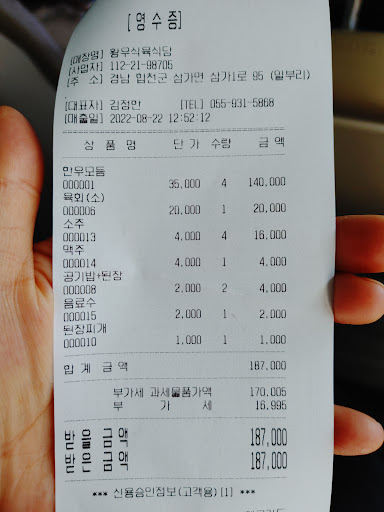 [ 영 수 증]
[매장명] 황우식육식당
[사업자] 112-21-98705
[주 소] 경남 합천군 삼가면 삼가1로 95 (일부리)
[대표자] 김정만 [TEL] 055-931-5868
[매출일] 2022-08-22 12:52:12
상 품 명 단 가 수량 금 액
한우모듬
000001 35,000 4 140,000
육회(소)
000006 20,000 1 20,000
소주
000013 4,000 4 16,000
맥주
000014 4,000 1 4,000
공기밥+된장
000008 2,000 2 4,000
음료수
000015 2,000 1 2,000
된장찌개
000010 1,000 1 1,000
합 계 금 액 187,000
부가세 과세물품가액 170,005
부 가 세 16,995
받을금액 187,000
받은금액 187,000
*** 신용승인정보(고객용)[1] ***